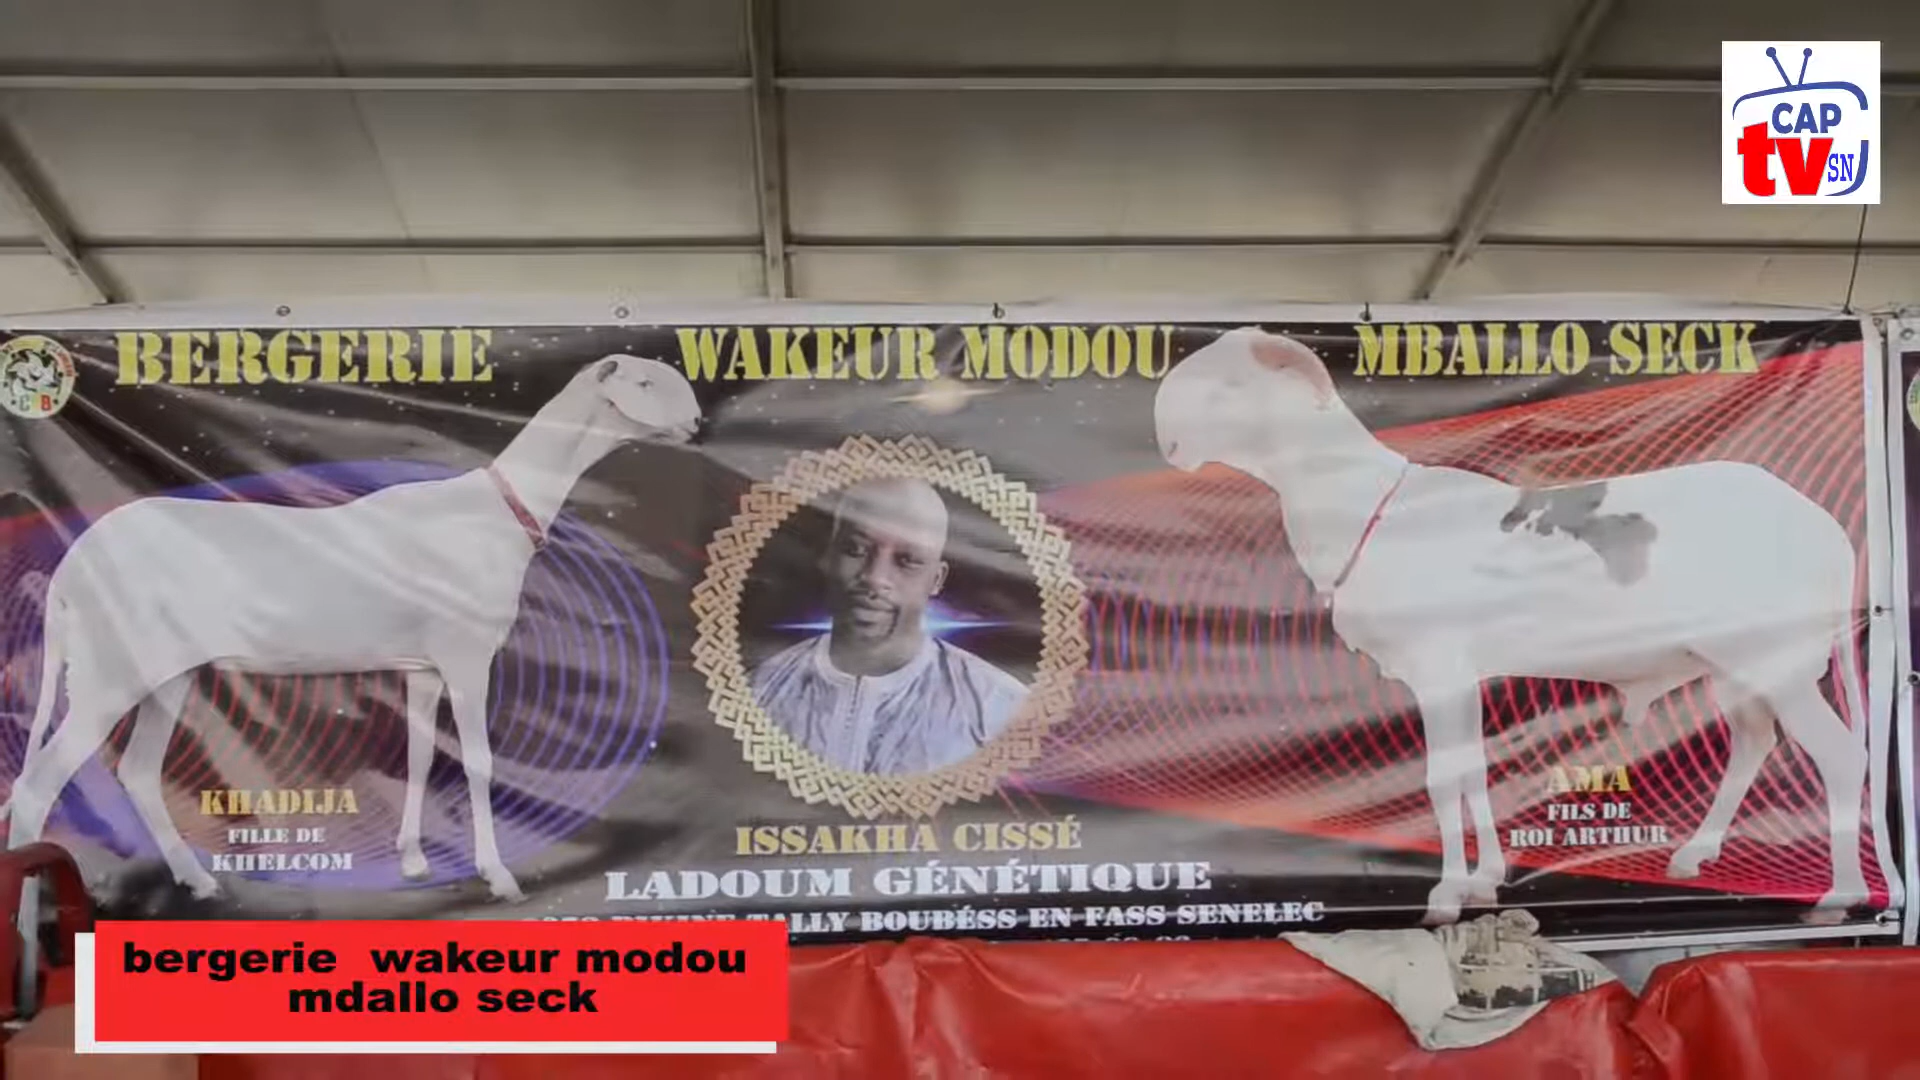 CAP
tv SN
BERGERIE WAKEUR MODOU MBALLO SECK
KHADIJA
FILLE DE
KHELCOM
ISSAKHA CISSÉ
LADOUM GÉNÉTIQUE
TALLY BOUBÉSS EN FASS SENELEC
AMA
FILS DE
ROI ARTHUR
bergerie wakeur modou
mdallo seck